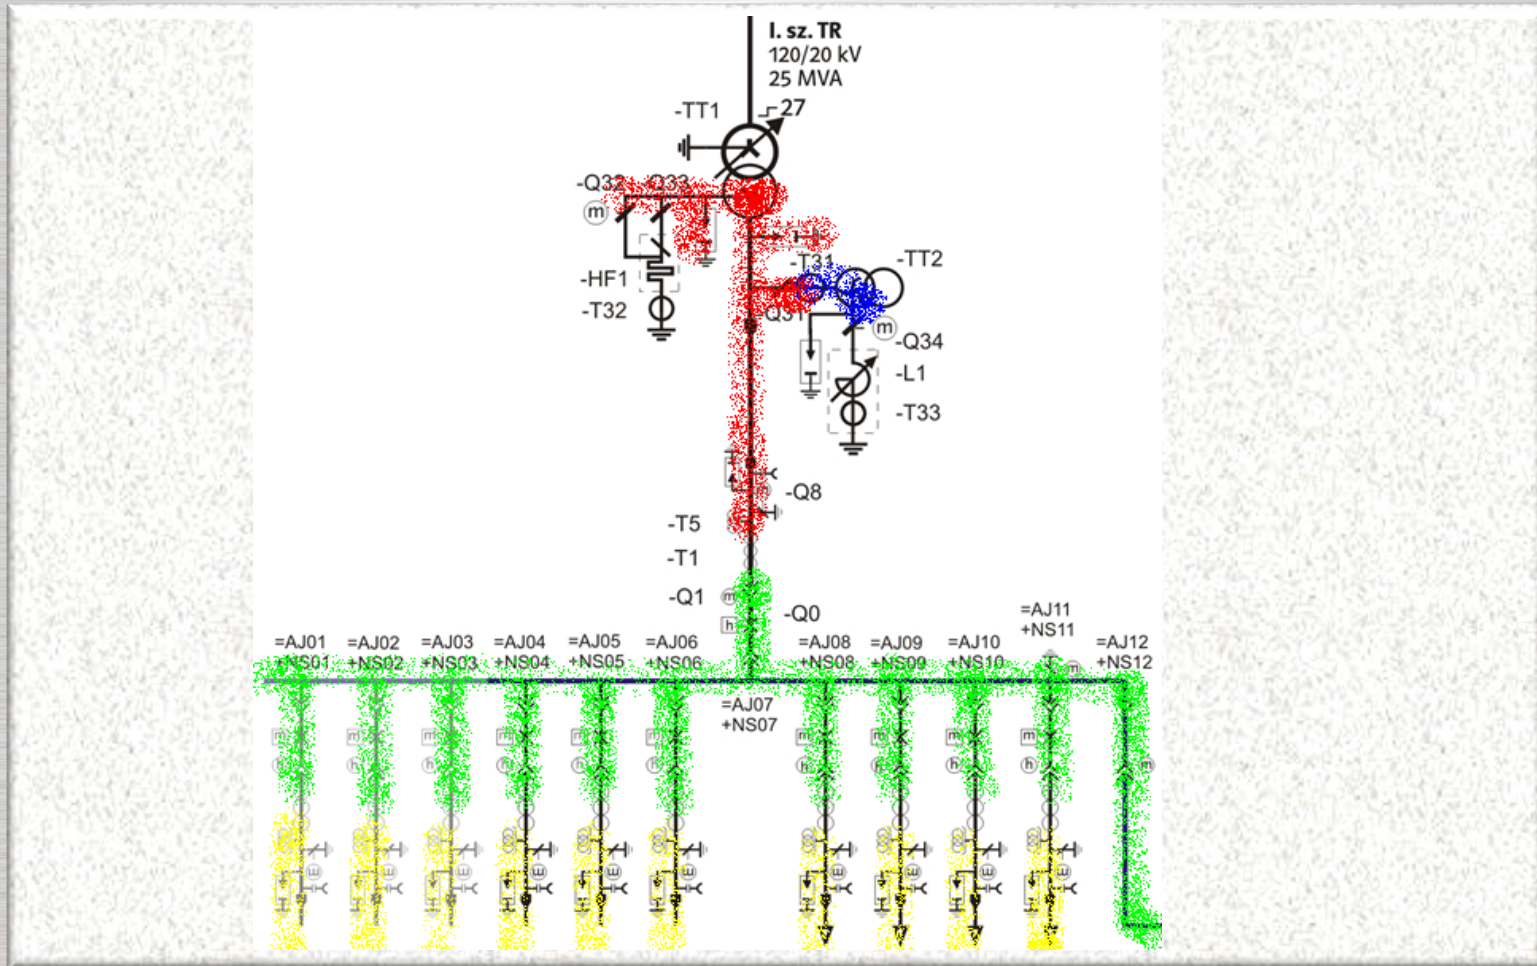 I. sz. TR
120/20 kV
25 MVA
27
-TT1
-Q32 -Q33
m
-TT2
-T31
-HF1
-Q31
m
-T32
-Q34
-L1
-T33
-Q8
m
-T5
-T1
-Q1 m
-Q0
h
=AJ11
+NS11
=AJ01 =AJ02 =AJ03 =AJ04 =AJ05 =AJ06 =AJ08 =AJ09 =AJ10 =AJ12
+NS01 +NS02 +NS03 +NS04 +NS05 +NS06 +NS08 +NS09 +NS10 +NS12
m
=AJ07
+NS07
m m m m m m m m m m
h h h h h h h h h h m
E E E E E E E E E E